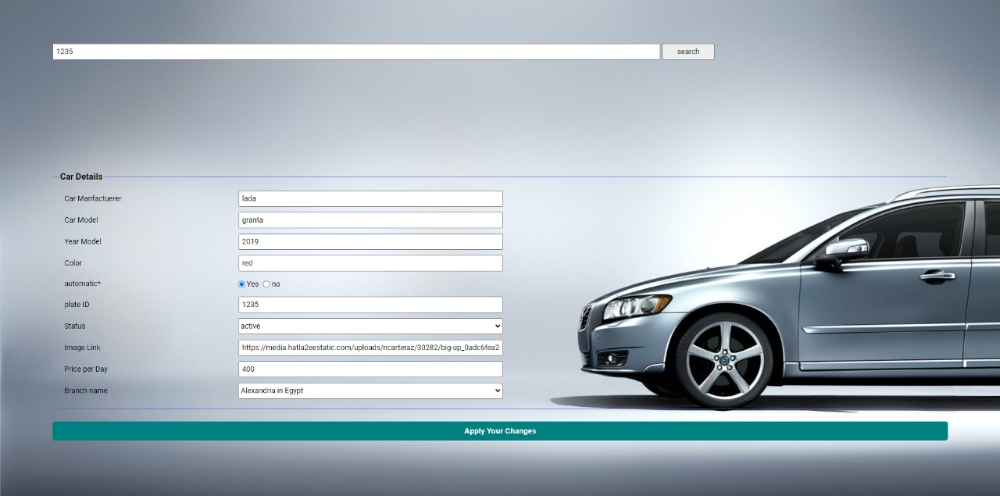 1235 search
Car Details
Car Manfactuerer lada
Car Model granta
Year Model 2019
Color red
automatic* Yes no
plate ID 1235
Status active
Image Link https://media.hatla2eestatic.com/uploads/ncarteraz/30282/big-up_0adc6fea2
Price per Day 400
Branch name Alexandria in Egypt
Apply Your Changes